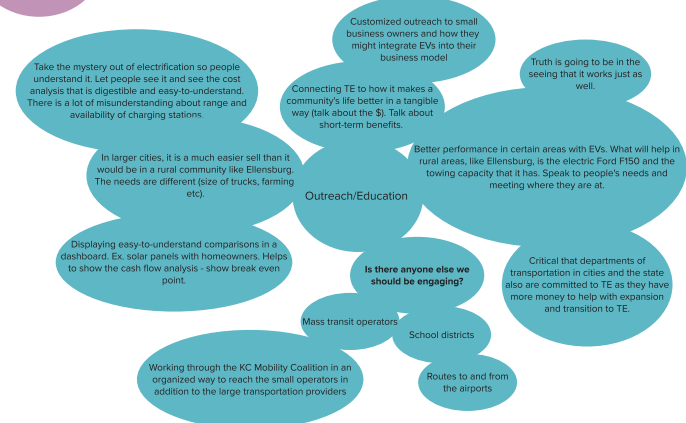 Customized outreach to small
business owners and how they
might integrate EVs into their
business model
Take the mystery out of electrification so people
understand it. Let people see it and see the cost
analysis that is digestible and easy-to-understand.
There is a lot of misunderstanding about range and
availability of charging stations.
Truth is going to be in the
seeing that it works just as
well.
Connecting TE to how it makes a
community's life better in a tangible
way (talk about the $). Talk about
short-term benefits.
Better performance in certain areas with EVs. What will help in
rural areas, like Ellensburg, is the electric Ford F150 and the
towing capacity that it has. Speak to people's needs and
meeting where they are at.
In larger cities, it is a much easier sell than it
would be in a rural community like Ellensburg.
The needs are different (size of trucks, farming
etc).
Outreach/Education
Displaying easy-to-understand comparisons in a
dashboard. Ex. solar panels with homeowners. Helps
to show the cash flow analysis - show break even
point.
Is there anyone else we
should be engaging?
Critical that departments of
transportation in cities and the state
also are committed to TE as they have
more money to help with expansion
and transition to TE.
Mass transit operators
School districts
Working through the KC Mobility Coalition in an
organized way to reach the small operators in
addition to the large transportation providers
Routes to and from
the airports